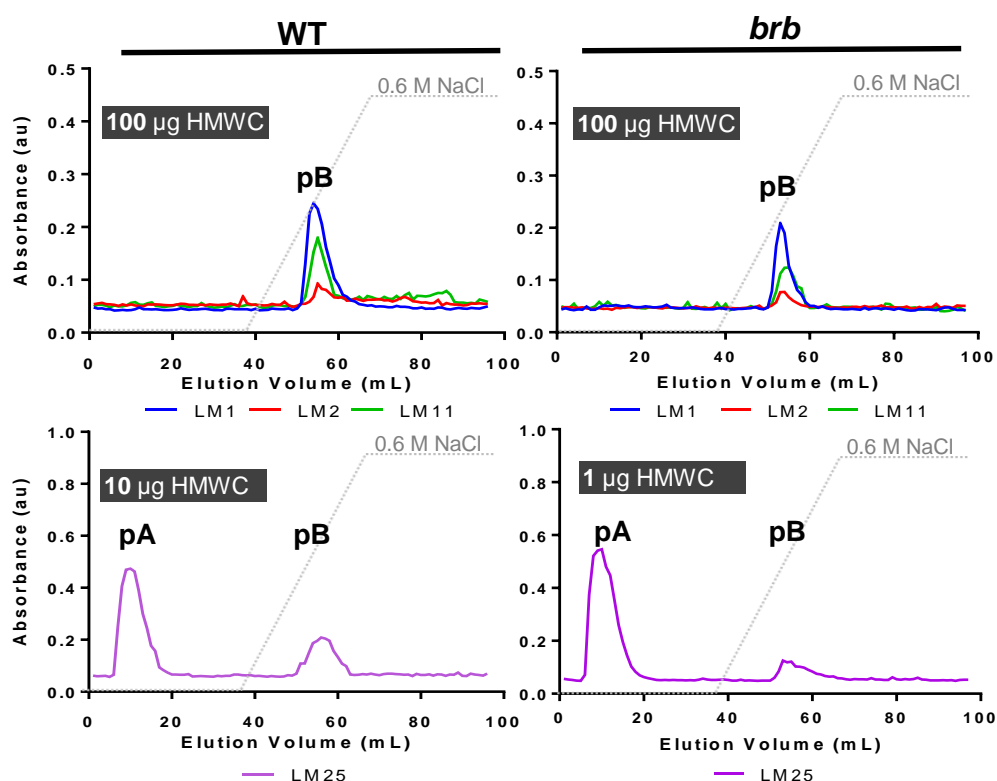 WT
brb
0.5
0.4
0.3
0.2
0.1
0.0
Absorbance (au)
0.6 M NaCl
100 µg HMWC
pB
0 20 40 60 80 100
Elution Volume (mL)
LM1 LM2 LM11
0.5
0.4
0.3
0.2
0.1
0.0
0.6 M NaCl
100 µg HMWC
pB
0 20 40 60 80 100
Elution Volume (mL)
LM1 LM2 LM11
1.0
0.8
0.6
0.4
0.2
0.0
Absorbance (au)
0.6 M NaCl
10 µg HMWC
pA pB
0 20 40 60 80 100
Elution Volume (mL)
LM25
1.0
0.8
0.6
0.4
0.2
0.0
0.6 M NaCl
1 µg HMWC
pA pB
0 20 40 60 80 100
Elution Volume (mL)
LM25